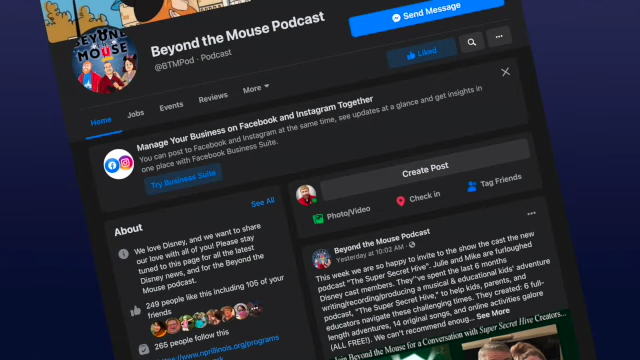 BEYOND
THE
MOUSE
Beyond the Mouse Podcast
@BTMPod · Podcast
Send Message
Liked
Home
Jobs
Events
Reviews
More
Manage Your Business on Facebook and Instagram Together
You can post to Facebook and Instagram at the same time, see updates at a glance and get insights in
one place with Facebook Business Suite.
Try Business Suite
About
See All
We love Disney, and we want to share
our love with all of you! Please stay
tuned to this page for all the latest
Disney news, and for the Beyond the
Mouse podcast.
249 people like this including 105 of your
friends
265 people follow this
https://www.nprillinois.org/programs
Create Post
Photo/Video
Check in
Tag Friends
Beyond the Mouse Podcast
Yesterday at 10:02 AM ·
This week we are so happy to invite to the show the cast the new
podcast "The Super Secret Hive". Julie and Mike are furloughed
Disney cast members. They've spent the last 6 months
writing/recording/producing a musical & educational kids' adventure
podcast, "The Super Secret Hive," to help kids, parents, and
educators navigate these challenging times. They created: 6 full-
length adventures, 14 original songs, and online activities galore
(ALL FREE!). We can't recommend enoug... See More
Join Beyond the Mouse for a Conversation with Super Secret Hive Creators...